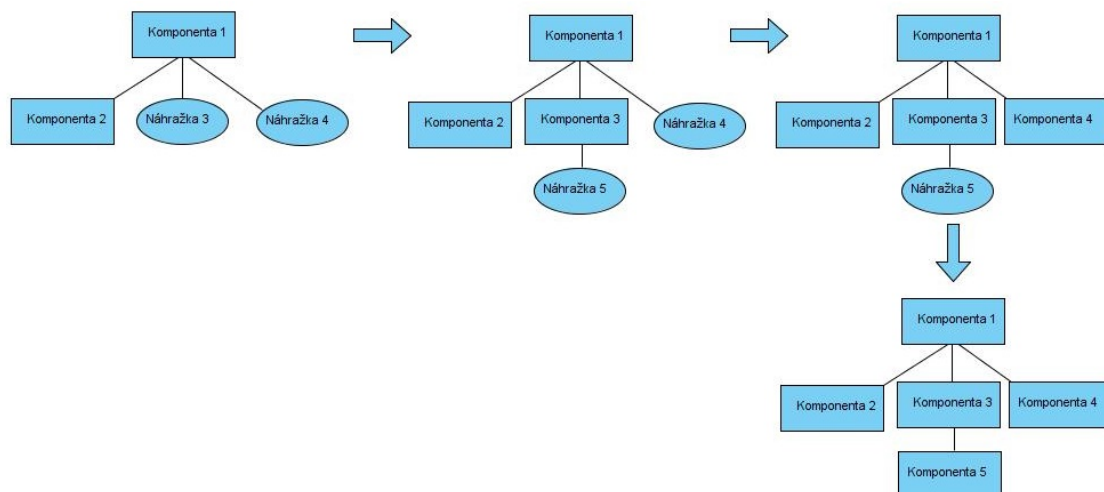 Komponenta 1
Komponenta 2
Náhražka 3
Náhražka 4
Komponenta 1
Komponenta 2
Komponenta 3
Náhražka 4
Náhražka 5
Komponenta 1
Komponenta 2
Komponenta 3
Komponenta 4
Náhražka 5
Komponenta 1
Komponenta 2
Komponenta 3
Komponenta 4
Komponenta 5